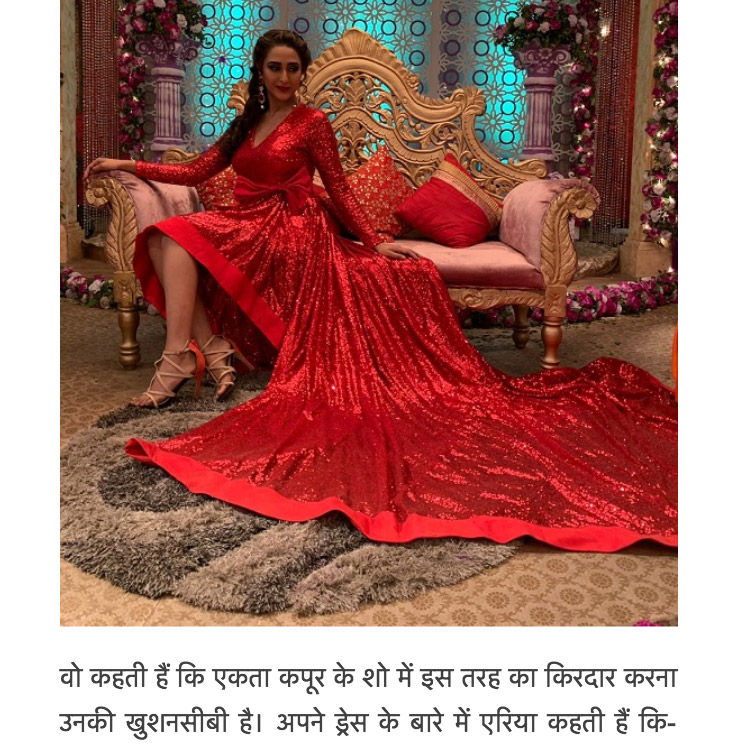 वो कहती हैं कि एकता कपूर के शो में इस तरह का किरदार करना
उनकी खुशनसीबी है। अपने ड्रेस के बारे में एरिया कहती हैं कि-